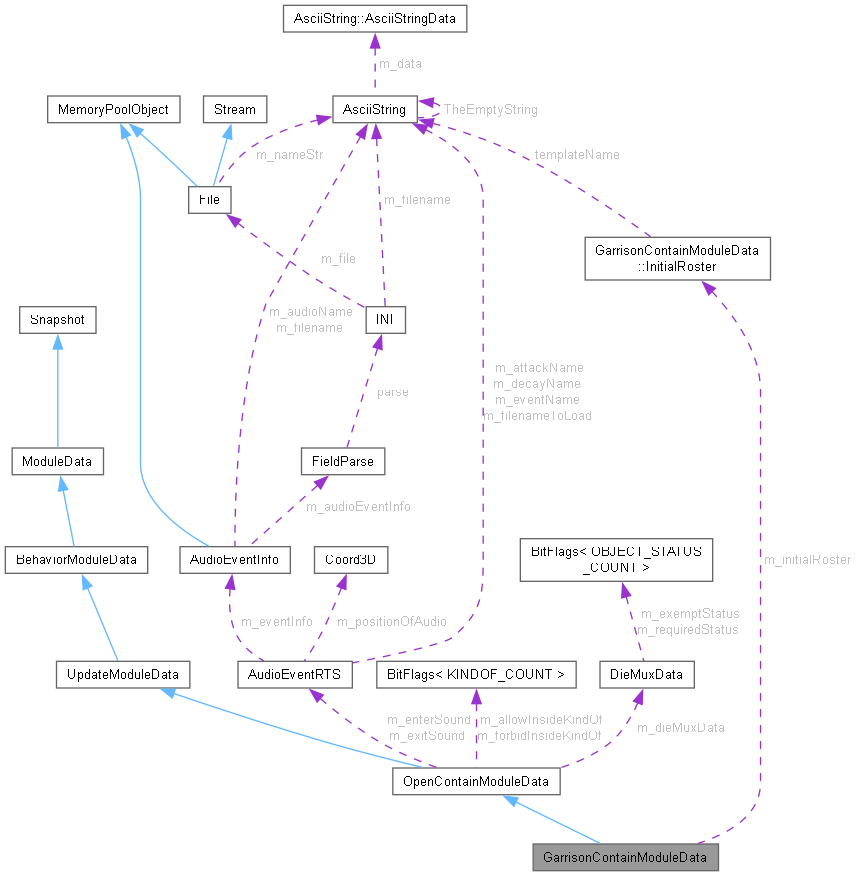 AsciiString::AsciiStringData
m_data
MemoryPoolObject
Stream
AsciiString
TheEmptyString
m_nameStr
templateName
File
m_filename
GarrisonContainModuleData
::InitialRoster
m_file
Snapshot
m_audioName
m_filename
INI
m_attackName
m_decayName
m_eventName
m_filenameToLoad
parse
ModuleData
FieldParse
m_audioEventInfo
BehaviorModuleData
AudioEventInfo
Coord3D
BitFlags< OBJECT_STATUS
_COUNT >
m_initialRoster
m_eventInfo
m_positionOfAudio
m_exemptStatus
m_requiredStatus
UpdateModuleData
AudioEventRTS
BitFlags< KINDOF_COUNT >
DieMuxData
m_enterSound
m_exitSound
m_allowInsideKindOf
m_forbidInsideKindOf
m_dieMuxData
OpenContainModuleData
GarrisonContainModuleData